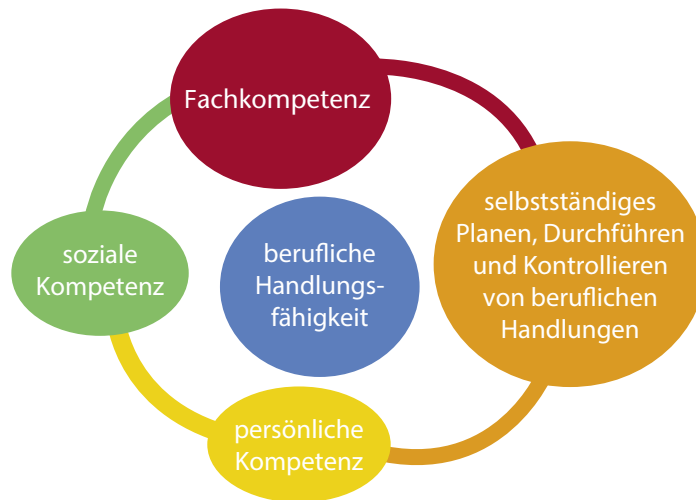 Fachkompetenz
selbstständiges
Planen, Durchführen
und Kontrollieren
von beruflichen
Handlungen
soziale
Kompetenz
berufliche
Handlungs-
fähigkeit
persönliche
Kompetenz